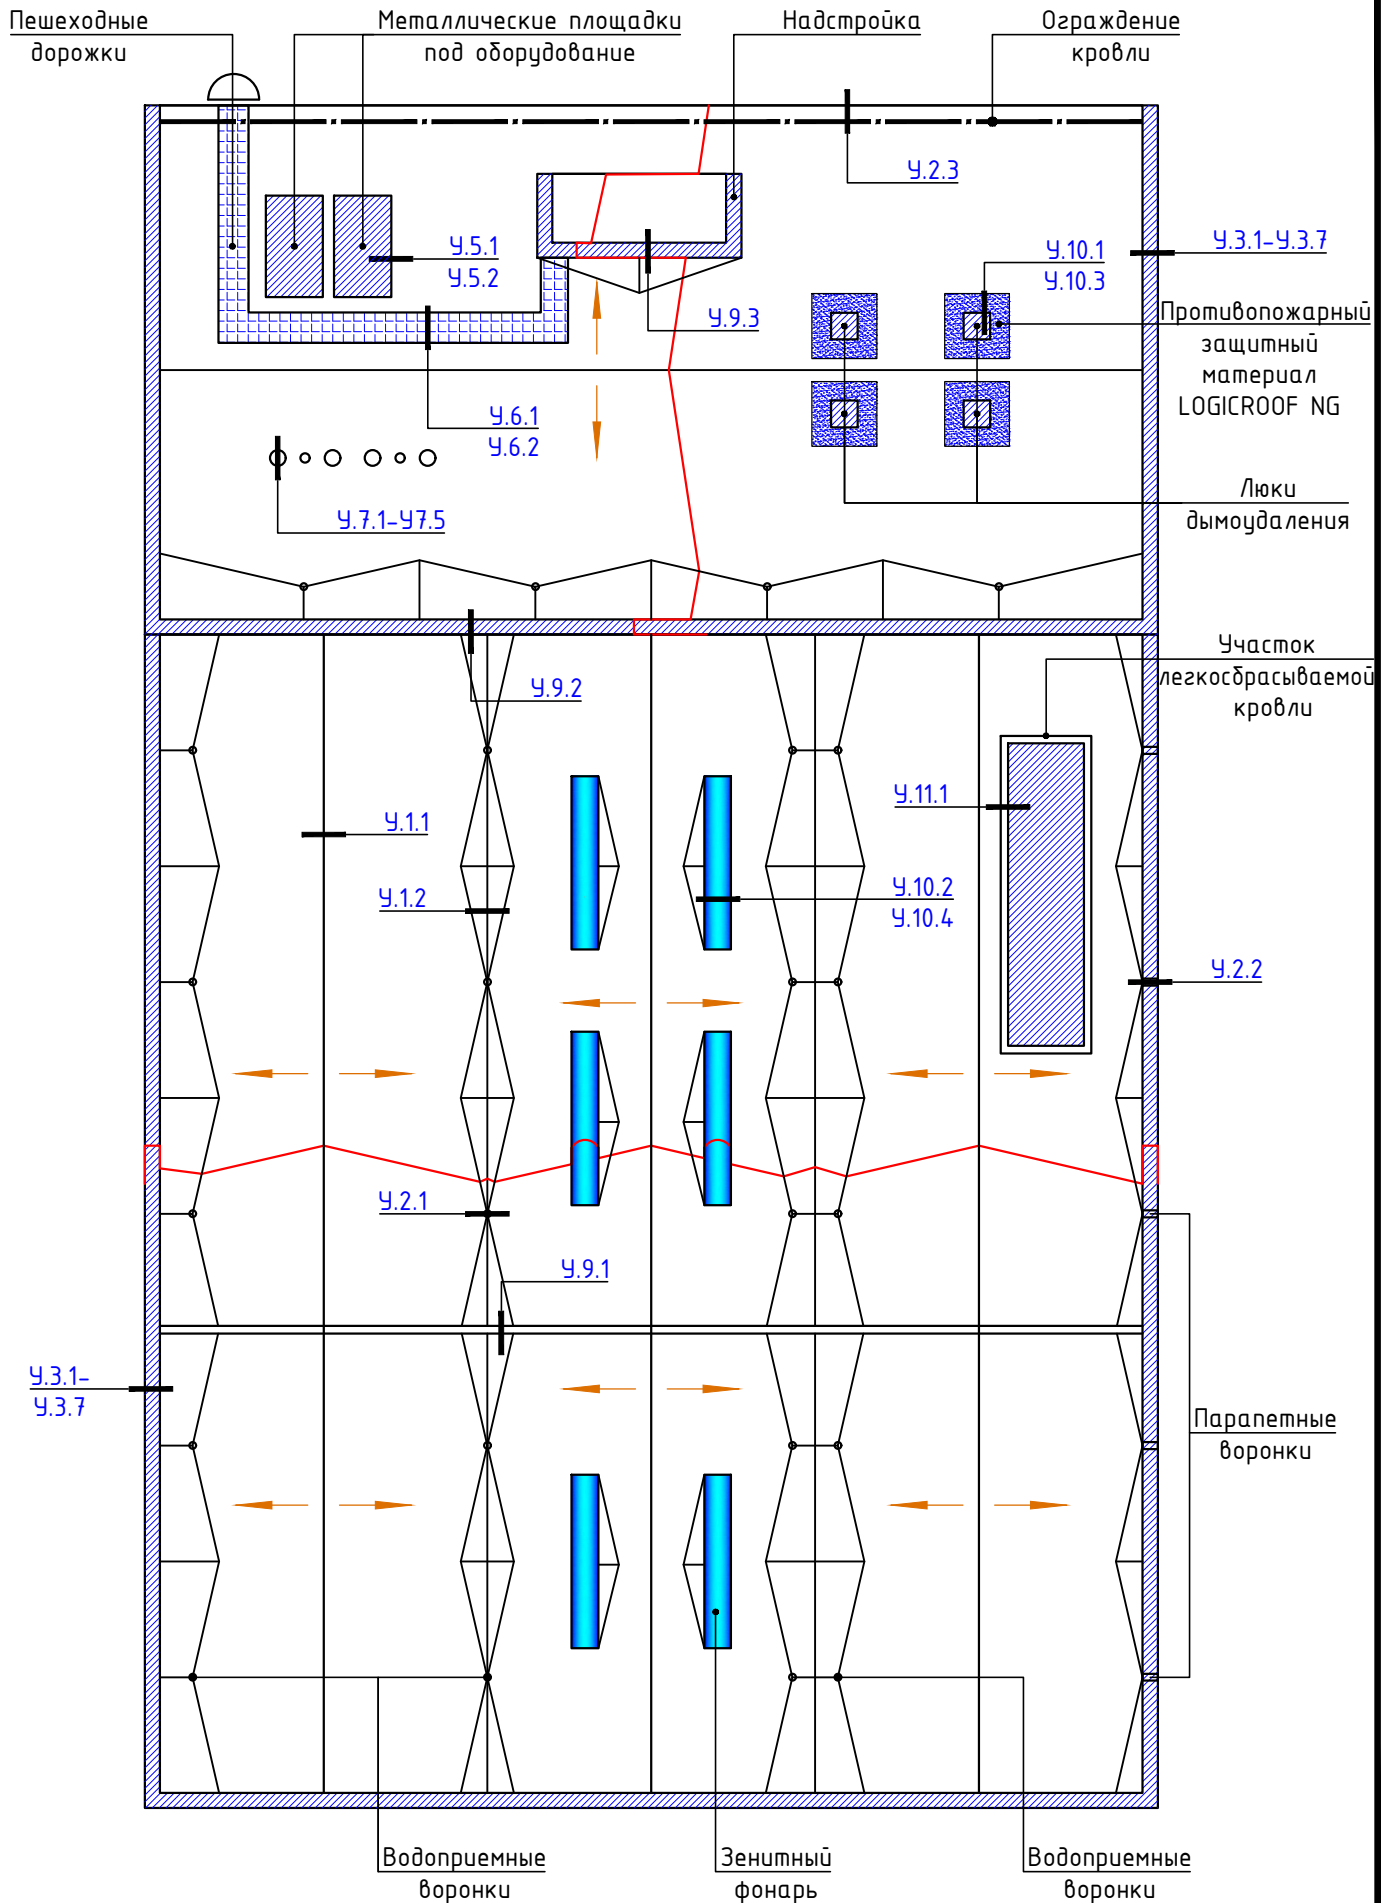 Пешеходные
дорожки
Металлические площадки
под оборудование
Надстройка
Ограждение
кровли
У.2.3
У.5.1
У.5.2
У.10.1
У.10.3
У.3.1-У.3.7
У.9.3
Противопожарный
защитный
материал
LOGICROOF NG
У.6.1
У.6.2
У.7.1-У7.5
Люки
дымоудаления
Участок
легкосбрасываемой
кровли
У.9.2
У.11.1
У.1.1
У.1.2
У.10.2
У.10.4
У.2.2
У.2.1
У.9.1
У.3.1-
У.3.7
Парапетные
воронки
Водоприемные
воронки
Зенитный
фонарь
Водоприемные
воронки